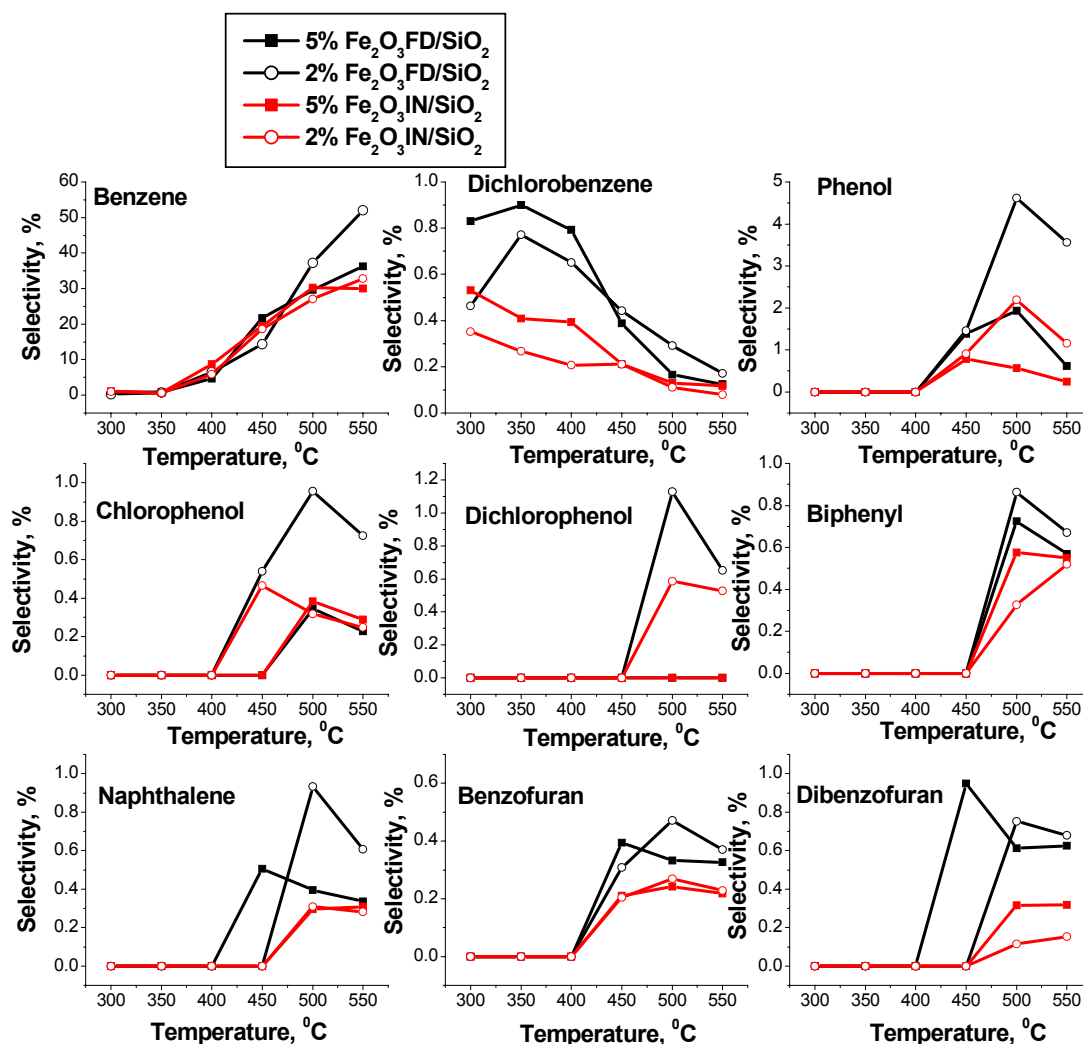 5% Fe2O3FD/SiO2
2% Fe2O3FD/SiO2
5% Fe2O3IN/SiO2
2% Fe2O3IN/SiO2
Benzene
Selectivity, %
60
50
40
30
20
10
0
300 350 400 450 500 550
Temperature, 0C
Dichlorobenzene
Selectivity, %
1.0
0.8
0.6
0.4
0.2
0.0
300 350 400 450 500 550
Temperature, 0C
Phenol
Selectivity, %
5
4
3
2
1
0
300 350 400 450 500 550
Temperature, 0C
Chlorophenol
Selectivity, %
1.0
0.8
0.6
0.4
0.2
0.0
300 350 400 450 500 550
Temperature, 0C
Dichlorophenol
Selectivity, %
1.2
1.0
0.8
0.6
0.4
0.2
0.0
300 350 400 450 500 550
Temperature, 0C
Biphenyl
Selectivity, %
1.0
0.8
0.6
0.4
0.2
0.0
300 350 400 450 500 550
Temperature, 0C
Naphthalene
Selectivity, %
1.0
0.8
0.6
0.4
0.2
0.0
300 350 400 450 500 550
Temperature, 0C
Benzofuran
Selectivity, %
0.6
0.4
0.2
0.0
300 350 400 450 500 550
Temperature, 0C
Dibenzofuran
Selectivity, %
1.0
0.8
0.6
0.4
0.2
0.0
300 350 400 450 500 550
Temperature, 0C